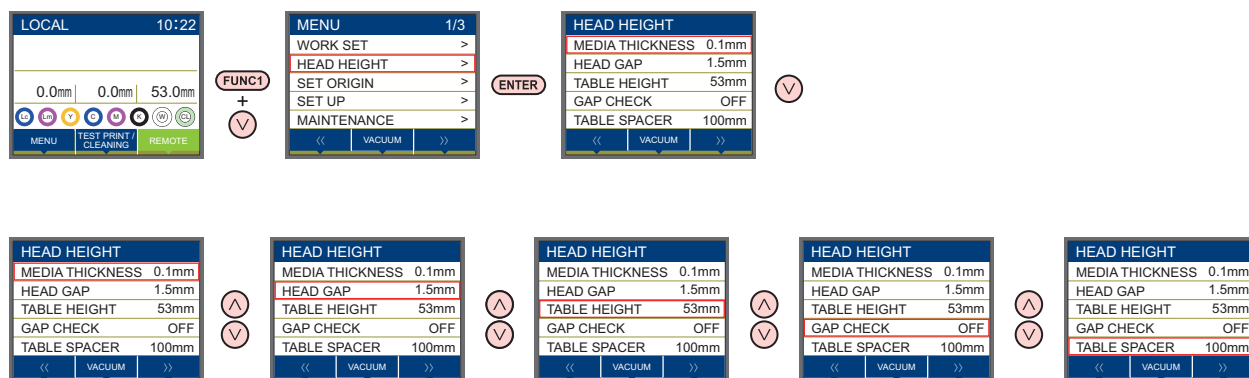 LOCAL 10:22
0.0mm 0.0mm 53.0mm
Lc Lm Y C M K W CL
MENU TEST PRINT / CLEANING REMOTE
FUNC1
+
MENU 1/3
WORK SET >
HEAD HEIGHT >
SET ORIGIN >
SET UP >
MAINTENANCE >
<< VACUUM >>
ENTER
HEAD HEIGHT
MEDIA THICKNESS 0.1mm
HEAD GAP 1.5mm
TABLE HEIGHT 53mm
GAP CHECK OFF
TABLE SPACER 100mm
<< VACUUM >>
HEAD HEIGHT
MEDIA THICKNESS 0.1mm
HEAD GAP 1.5mm
TABLE HEIGHT 53mm
GAP CHECK OFF
TABLE SPACER 100mm
<< VACUUM >>
HEAD HEIGHT
MEDIA THICKNESS 0.1mm
HEAD GAP 1.5mm
TABLE HEIGHT 53mm
GAP CHECK OFF
TABLE SPACER 100mm
<< VACUUM >>
HEAD HEIGHT
MEDIA THICKNESS 0.1mm
HEAD GAP 1.5mm
TABLE HEIGHT 53mm
GAP CHECK OFF
TABLE SPACER 100mm
<< VACUUM >>
HEAD HEIGHT
MEDIA THICKNESS 0.1mm
HEAD GAP 1.5mm
TABLE HEIGHT 53mm
GAP CHECK OFF
TABLE SPACER 100mm
<< VACUUM >>
HEAD HEIGHT
MEDIA THICKNESS 0.1mm
HEAD GAP 1.5mm
TABLE HEIGHT 53mm
GAP CHECK OFF
TABLE SPACER 100mm
<< VACUUM >>